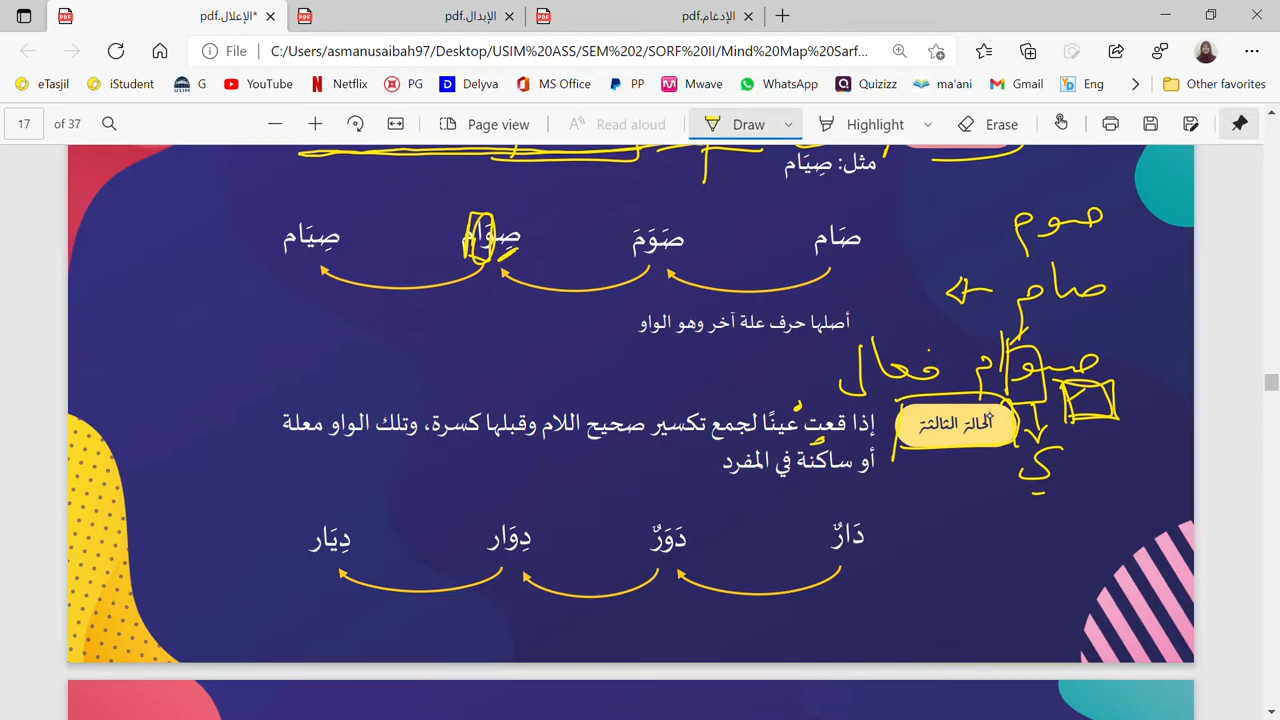 *الإعلال.pdf
الإبدال.pdf
الإدغام.pdf
File
C:/Users/asmanusaibah97/Desktop/USIM%20ASS/SEM%202/SORF%20II/Mind%20Map%20Sarf...
eTasjil
iStudent
G
YouTube
Netflix
PG
Delyva
MS Office
PP
Mwave
WhatsApp
Quizizz
ma'ani
Gmail
Eng
Other favorites
17 of 37
Page view
Read aloud
Draw
Highlight
Erase
مثل: صِيَام
صَام صَوَمَ صِوَام صِيَام
صوم
صام
أصلها حرف علة آخر وهو الواو
صوام فعال
الحالة الثالثة
إذا قعت عينًا لجمع تكسير صحيح اللام وقبلها كسرة، وتلك الواو معلة
أو ساكنة في المفرد
ي
دَارٌ دَوَرٌ دِوَار دِيَار